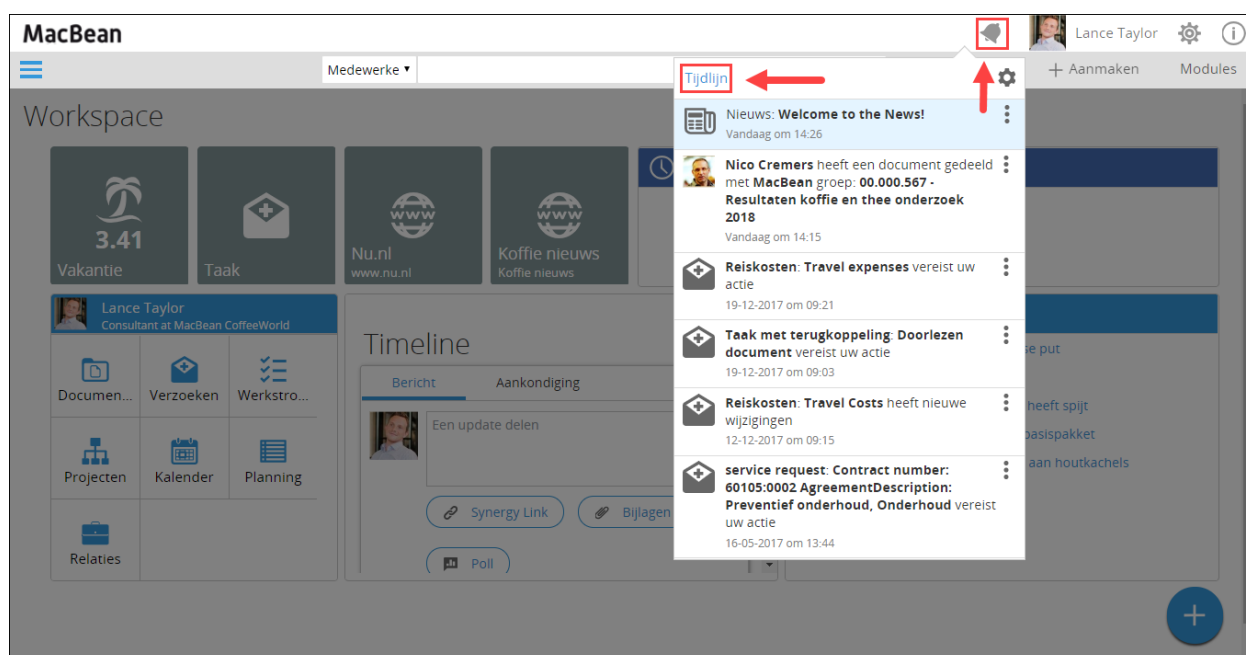 MacBean
Lance Taylor
Medewerke
+ Aanmaken
Modules
Tijdlijn
Nieuws: Welcome to the News!
Vandaag om 14:26
Nico Cremers heeft een document gedeeld
met MacBean groep: 00.000.567 -
Resultaten koffie en thee onderzoek
2018
Vandaag om 14:15
Reiskosten: Travel expenses vereist uw
actie
19-12-2017 om 09:21
Taak met terugkoppeling: Doorlezen
document vereist uw actie
19-12-2017 om 09:03
Reiskosten: Travel Costs heeft nieuwe
wijzigingen
12-12-2017 om 09:15
service request: Contract number:
60105:0002 AgreementDescription:
Preventief onderhoud, Onderhoud vereist
uw actie
16-05-2017 om 13:44
Workspace
3.41
Vakantie
Taak
www
Nu.nl
www.nu.nl
www
Koffie nieuws
Koffie nieuws
Lance Taylor
Consultant at MacBean CoffeeWorld
Documen...
Verzoeken
Werkstro...
Projecten
Kalender
Planning
Relaties
Timeline
Bericht
Aankondiging
Een update delen
Synergy Link
Bijlagen
Poll
se put
heeft spijt
basispakket
aan houtkachels